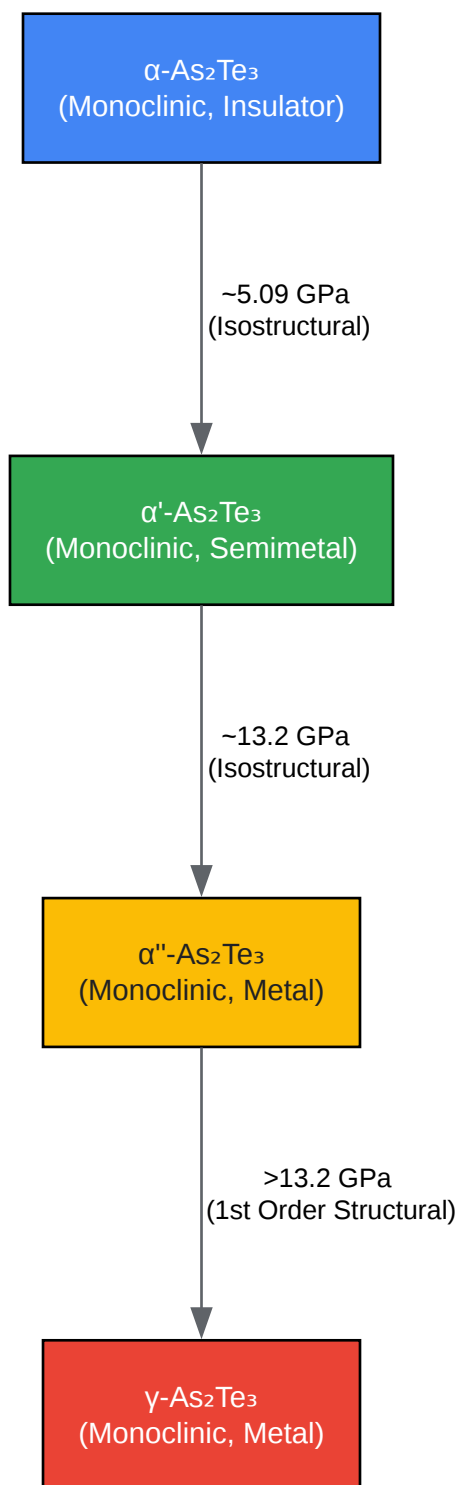 α-As₂Te₃
(Monoclinic, Insulator)
~5.09 GPa
(Isostructural)
α'-As₂Te₃
(Monoclinic, Semimetal)
~13.2 GPa
(Isostructural)
α"-As₂Te₃
(Monoclinic, Metal)
>13.2 GPa
(1st Order Structural)
γ-As₂Te₃
(Monoclinic, Metal)